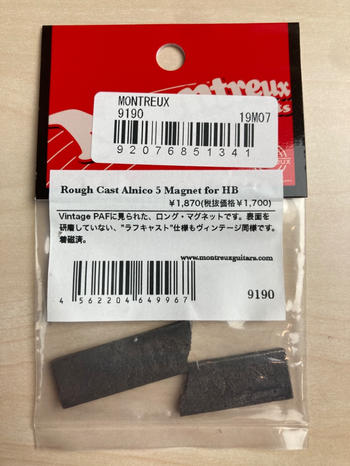 montreux
MONTREUX
9190
19M07
92076851341
Rough Cast Alnico 5 Magnet for HB
¥1,870(税抜価格¥1,700)
Vintage PAFに見られた、ロング・マグネットです。表面を
研磨していない、"ラフキャスト"仕様もヴィンテージ同様です。
着磁済。
www.montreuxguitars.com
4 562204 649967
9190